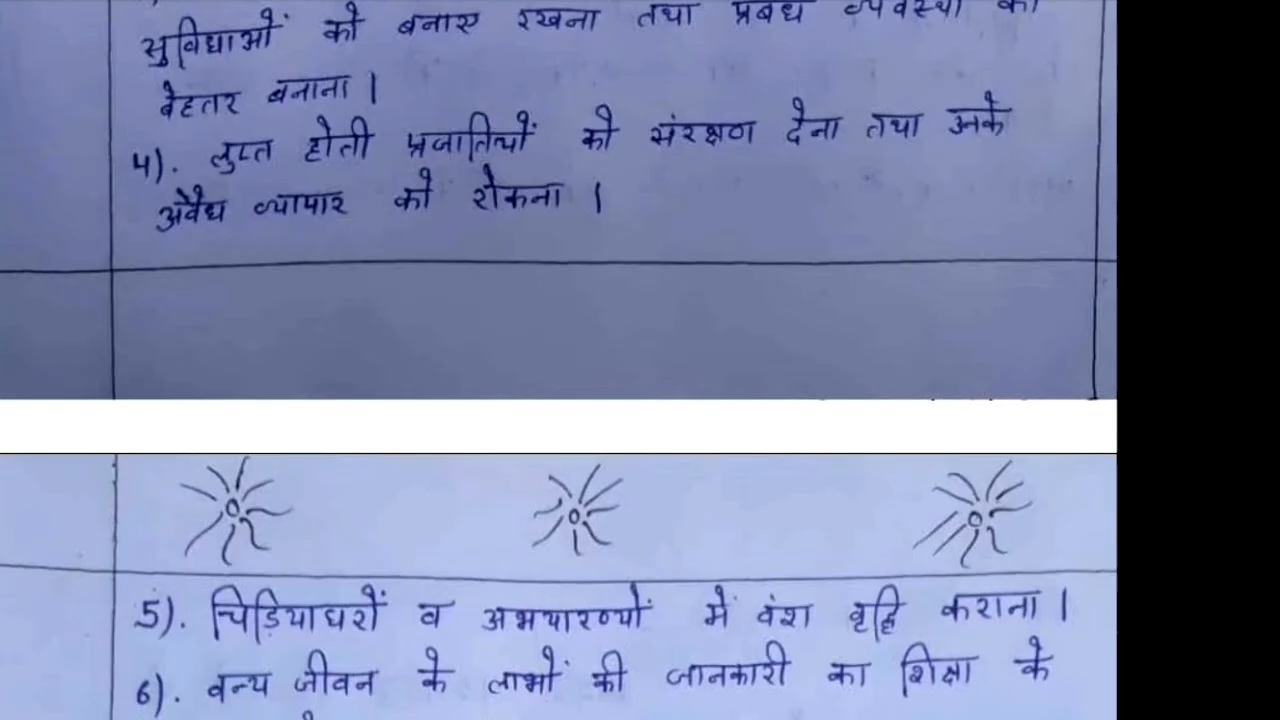 सुविधाओं को बनाए रखना तथा प्रबंध व्यवस्था को
बेहतर बनाना।
4). लुप्त होती प्रजातियों को संरक्षण देना तथा उनके
अवैध व्यापार को रोकना।
5). चिड़ियाघरों व अभयारण्यों में वंश वृद्धि कराना।
6). वन्य जीवन के लाभों की जानकारी का शिक्षा के